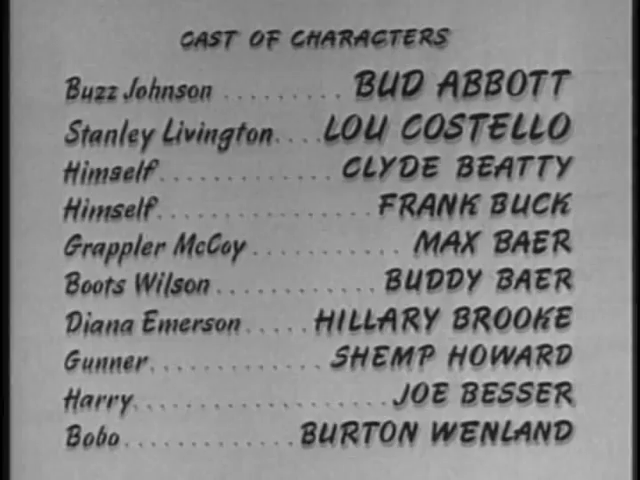 CAST OF CHARACTERS
Buzz Johnson ......... BUD ABBOTT
Stanley Livington.... LOU COSTELLO
Himself............. CLYDE BEATTY
Himself................ FRANK BUCK
Grappler McCoy........... MAX BAER
Boots Wilson............ BUDDY BAER
Diana Emerson..... HILLARY BROOKE
Gunner............. SHEMP HOWARD
Harry................... JOE BESSER
Bobo............. BURTON WENLAND